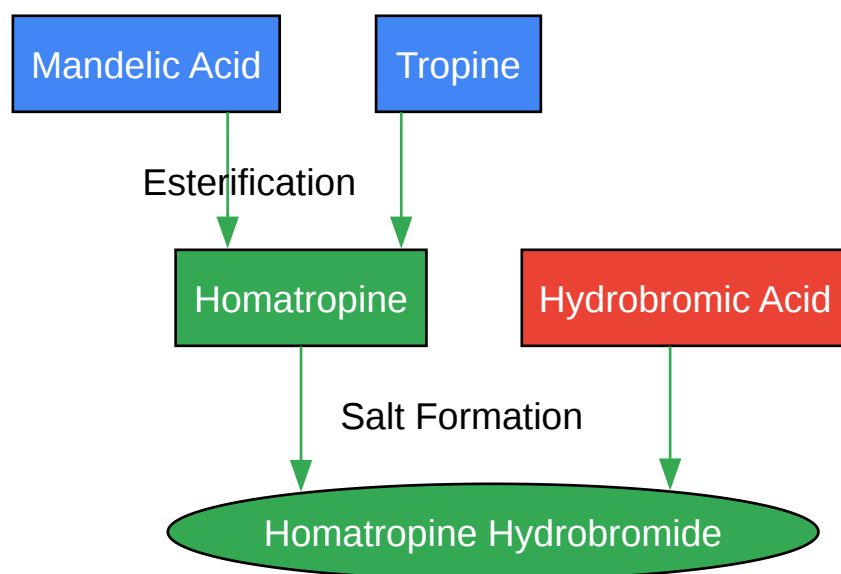 Mandelic Acid
Tropine
Esterification
Homatropine
Hydrobromic Acid
Salt Formation
Homatropine Hydrobromide